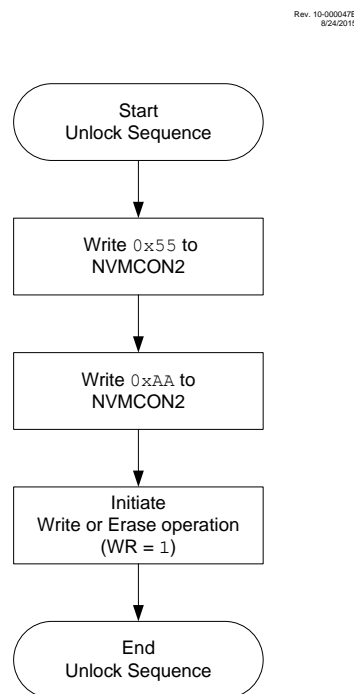 Rev. 10-000047B
8/24/2015
Start
Unlock Sequence
Write 0x55 to
NVMCON2
Write 0xAA to
NVMCON2
Initiate
Write or Erase operation
(WR = 1)
End
Unlock Sequence